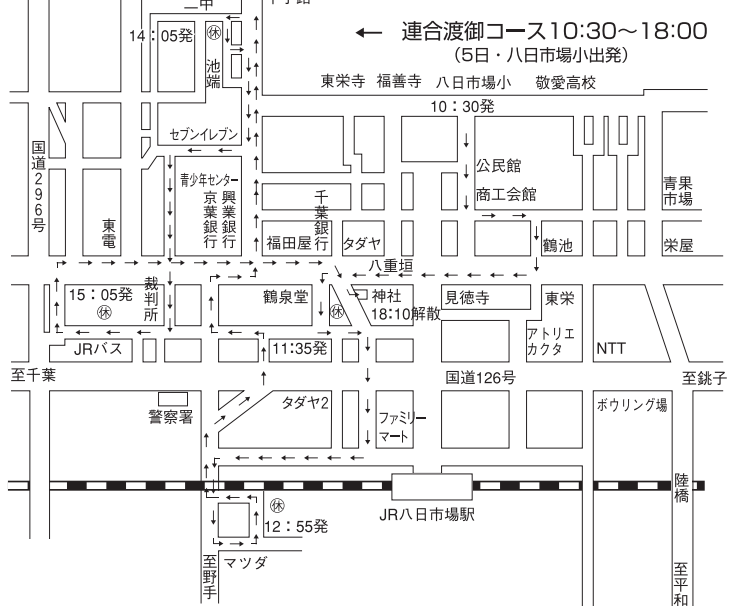 二中
← 連合渡御コース10:30～18:00
（5日・八日市場小出発）
14：05発
㊡
池端
東栄寺 福善寺 八日市場小 敬愛高校
10：30発
セブンイレブン
国道296号
青少年センター
京葉銀行
興業銀行
千葉銀行
公民館
商工会館
青果市場
東電
福田屋
タダヤ
鶴池
栄屋
八重垣
15：05発
㊡
裁判所
鶴泉堂
㊡
神社
18:10解散
見徳寺
東栄
アトリエ
カクタ
NTT
JRバス
11:35発
至千葉
国道126号
至銚子
警察署
タダヤ2
ファミリー
マート
ボウリング場
㊡
12：55発
JR八日市場駅
陸橋
至野手
マツダ
至平和